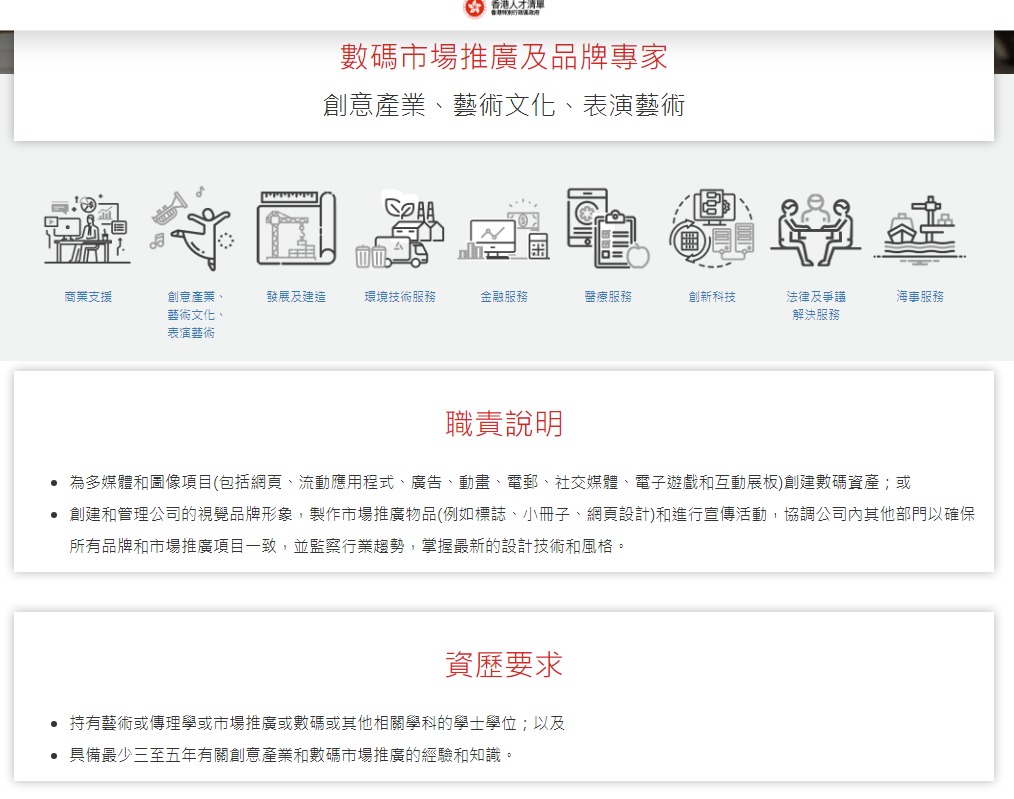 香港人才清單
香港特別行政區政府
數碼市場推廣及品牌專家
創意產業、藝術文化、表演藝術
商業支援
創意產業、
藝術文化、
表演藝術
發展及建造
環境技術服務
金融服務
醫療服務
創新科技
法律及爭議
解決服務
海事服務
職責說明
為多媒體和圖像項目(包括網頁、流動應用程式、廣告、動畫、電郵、社交媒體、電子遊戲和互動展板)創建數碼資產；或
創建和管理公司的視覺品牌形象，製作市場推廣物品(例如標誌、小冊子、網頁設計)和進行宣傳活動，協調公司內其他部門以確保
所有品牌和市場推廣項目一致，並監察行業趨勢，掌握最新的設計技術和風格。
資歷要求
持有藝術或傳理學或市場推廣或數碼或其他相關學科的學士學位；以及
具備最少三至五年有關創意產業和數碼市場推廣的經驗和知識。